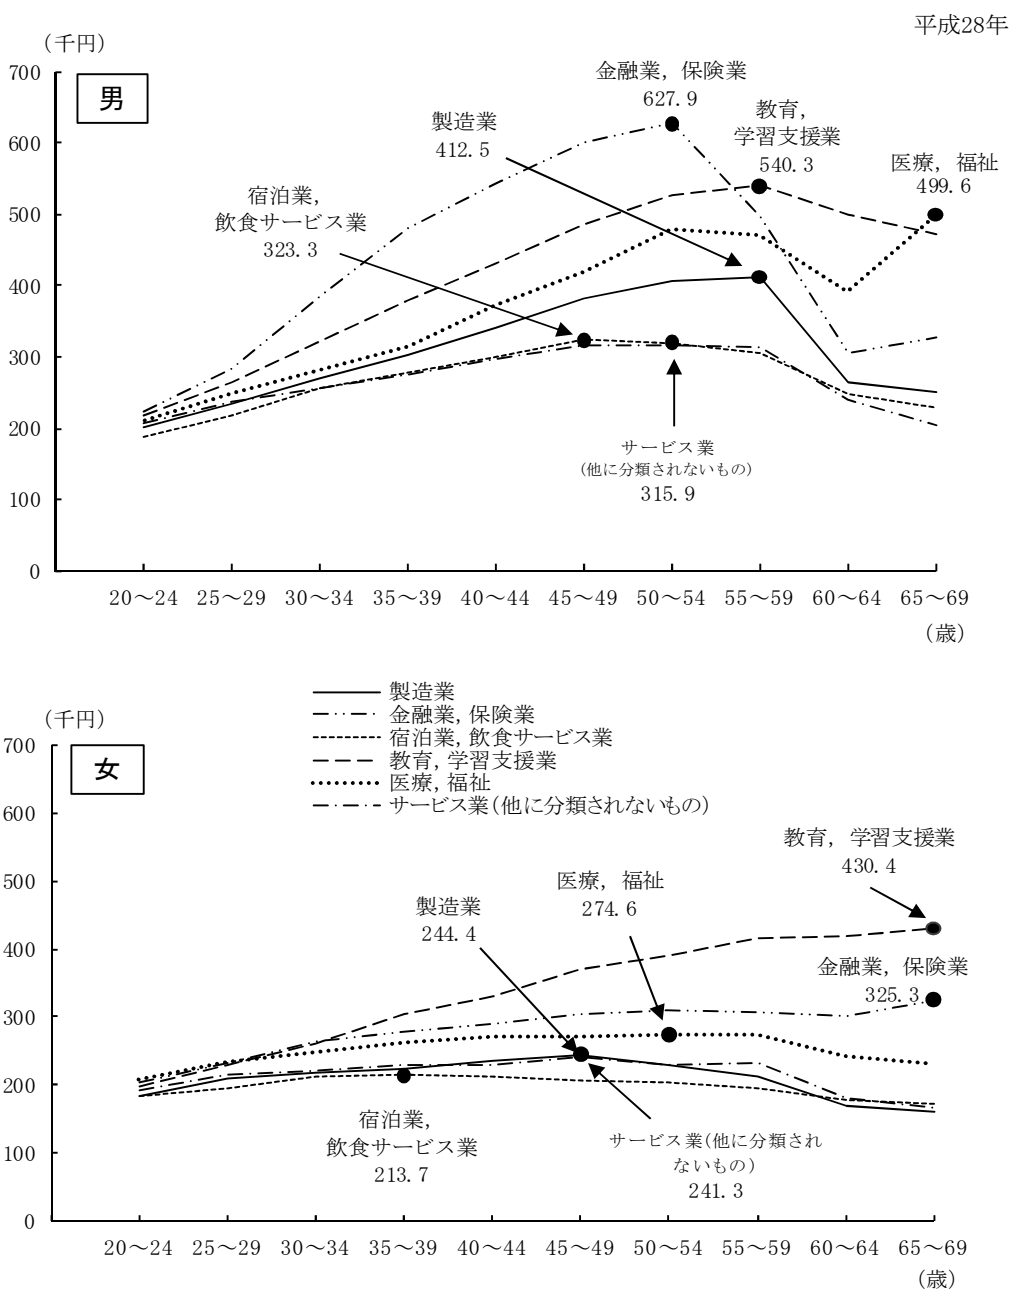 平成28年
(千円)
700
男
600
500
400
300
200
100
0
金融業, 保険業
627.9
教育,
学習支援業
540.3
製造業
412.5
医療, 福祉
499.6
宿泊業,
飲食サービス業
323.3
サービス業
(他に分類されないもの)
315.9
20～24 25～29 30～34 35～39 40～44 45～49 50～54 55～59 60～64 65～69
(歳)
製造業
金融業, 保険業
宿泊業, 飲食サービス業
教育, 学習支援業
医療, 福祉
サービス業(他に分類されないもの)
(千円)
700
女
600
500
400
300
200
100
0
教育, 学習支援業
430.4
医療, 福祉
274.6
製造業
244.4
金融業, 保険業
325.3
宿泊業,
飲食サービス業
213.7
サービス業(他に分類され
ないもの)
241.3
20～24 25～29 30～34 35～39 40～44 45～49 50～54 55～59 60～64 65～69
(歳)